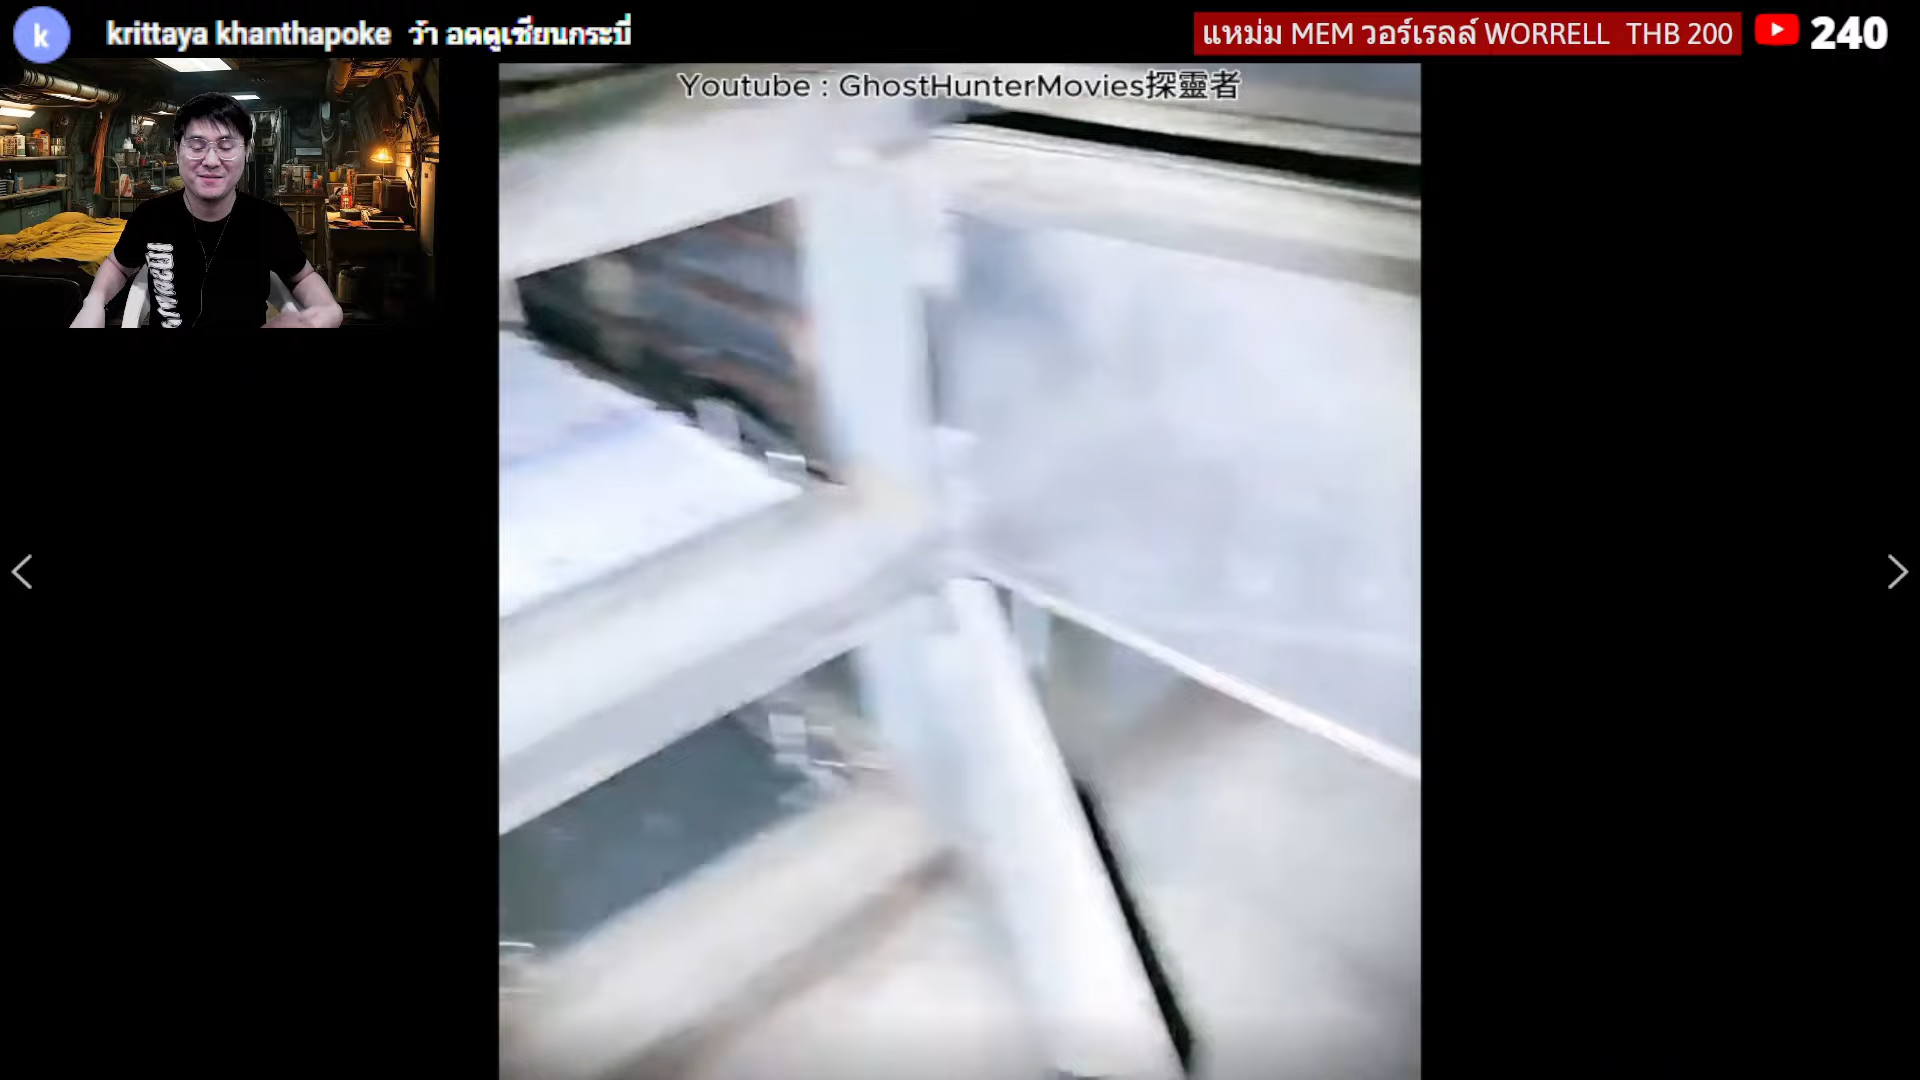 k
krittaya khanthapoke ว้า อดดูเซียนกระบี่
แหม่ม MEM วอร์เรลล์ WORRELL THB 200
240
Youtube : GhostHunterMovies探靈者